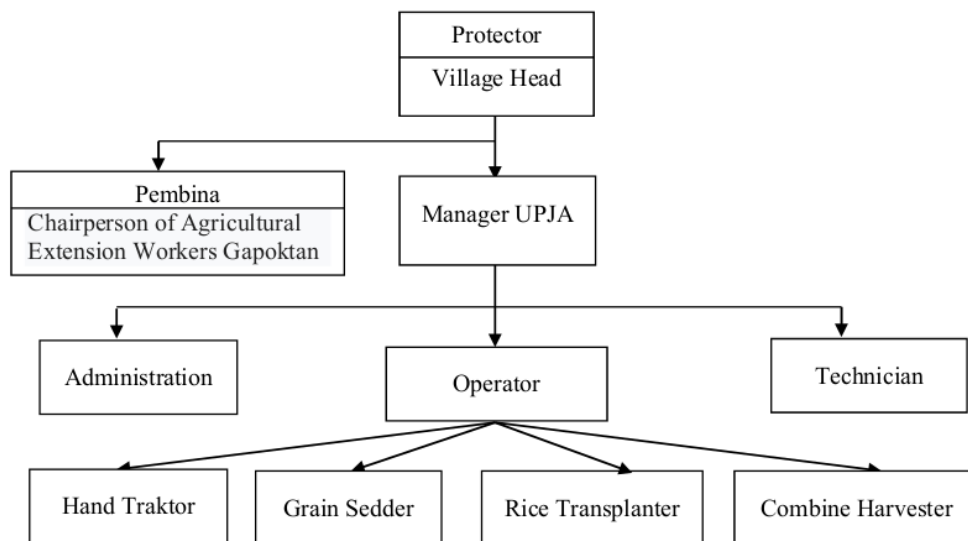 Protector
Village Head
Pembina
Chairperson of Agricultural
Extension Workers Gapoktan
Manager UPJA
Administration
Operator
Technician
Hand Traktor
Grain Sedder
Rice Transplanter
Combine Harvester